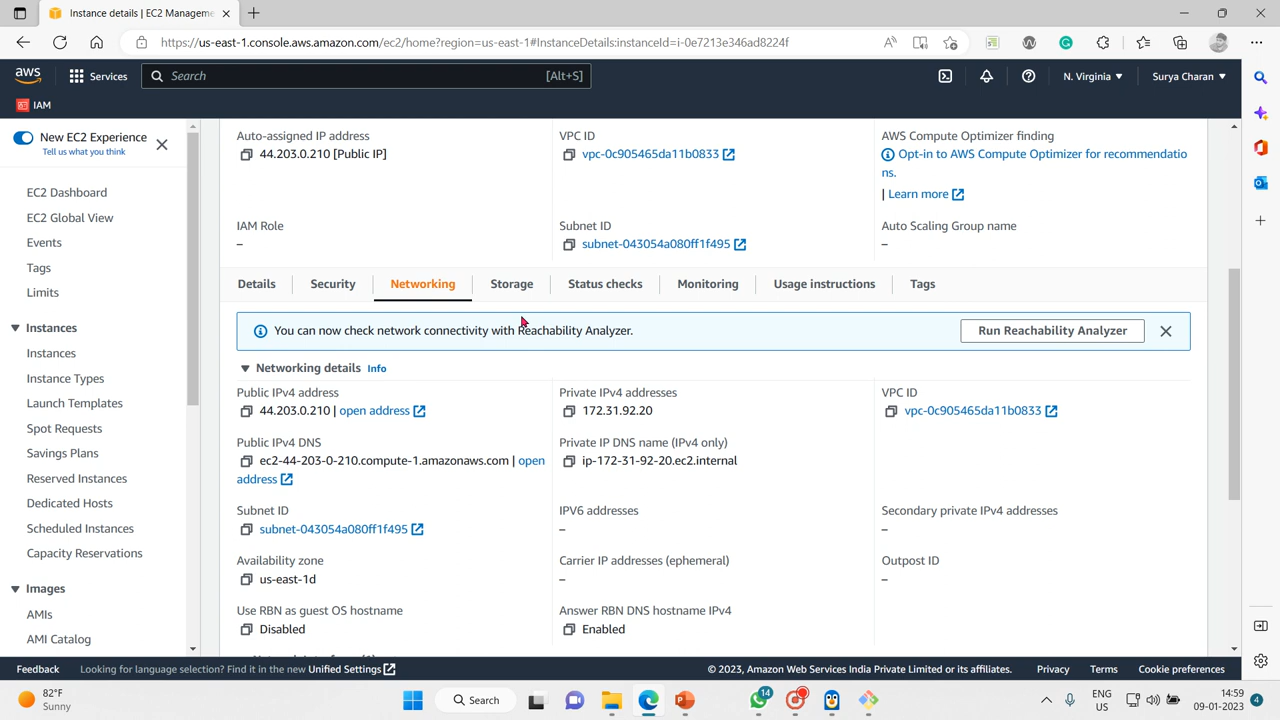 Instance details | EC2 Manageme
https://us-east-1.console.aws.amazon.com/ec2/home?region=us-east-1#InstanceDetails:instanceId=i-0e7213e346ad8224f
aws
Services
Search
[Alt+S]
N. Virginia
Surya Charan
IAM
New EC2 Experience
Tell us what you think
EC2 Dashboard
EC2 Global View
Events
Tags
Limits
Instances
Instances
Instance Types
Launch Templates
Spot Requests
Savings Plans
Reserved Instances
Dedicated Hosts
Scheduled Instances
Capacity Reservations
Images
AMIs
AMI Catalog
Auto-assigned IP address
44.203.0.210 [Public IP]
VPC ID
vpc-0c905465da11b0833
AWS Compute Optimizer finding
Opt-in to AWS Compute Optimizer for recommendatio
ns.
| Learn more
IAM Role
–
Subnet ID
subnet-043054a080ff1f495
Auto Scaling Group name
–
Details
Security
Networking
Storage
Status checks
Monitoring
Usage instructions
Tags
You can now check network connectivity with Reachability Analyzer.
Run Reachability Analyzer
Networking details Info
Public IPv4 address
44.203.0.210 | open address
Private IPv4 addresses
172.31.92.20
VPC ID
vpc-0c905465da11b0833
Public IPv4 DNS
ec2-44-203-0-210.compute-1.amazonaws.com | open
address
Private IP DNS name (IPv4 only)
ip-172-31-92-20.ec2.internal
Subnet ID
subnet-043054a080ff1f495
IPV6 addresses
–
Secondary private IPv4 addresses
–
Availability zone
us-east-1d
Carrier IP addresses (ephemeral)
–
Outpost ID
–
Use RBN as guest OS hostname
Disabled
Answer RBN DNS hostname IPv4
Enabled
Feedback
Looking for language selection? Find it in the new Unified Settings
© 2023, Amazon Web Services India Private Limited or its affiliates.
Privacy
Terms
Cookie preferences
82°F
Sunny
Search
14
ENG
US
14:59
09-01-2023
4